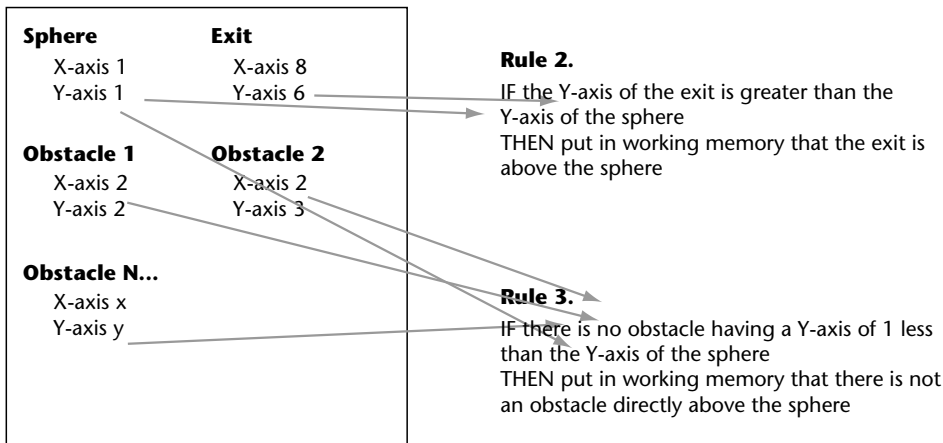 Sphere Exit
X-axis 1 X-axis 8
Y-axis 1 Y-axis 6
Obstacle 1 Obstacle 2
X-axis 2 X-axis 2
Y-axis 2 Y-axis 3
Obstacle N...
X-axis x
Y-axis y
Rule 2.
IF the Y-axis of the exit is greater than the
Y-axis of the sphere
THEN put in working memory that the exit is
above the sphere
Rule 3.
IF there is no obstacle having a Y-axis of 1 less
than the Y-axis of the sphere
THEN put in working memory that there is not
an obstacle directly above the sphere